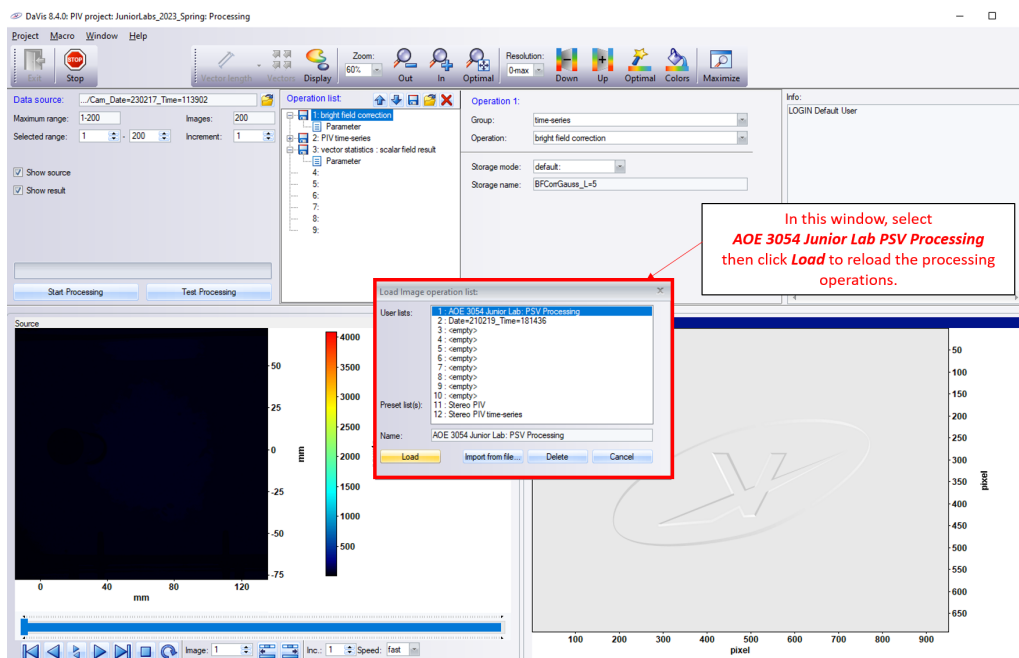 DaVis 8.4.0: PIV project: JuniorLabs_2023_Spring: Processing
Project Macro Window Help
Exit Stop Vector length Vectors Display Zoom: 60% Out In Optimal Resolution: 0-max Down Up Optimal Colors Maximize
Data source: .../Cam_Date=230217_Time=113902
Maximum range: 1-200 Images: 200
Selected range: 1 - 200 Increment: 1
Show source
Show result
Start Processing Test Processing
Operation list:
1: bright field correction
Parameter
2: PIV time-series
3: vector statistics : scalar field result
Parameter
4:
5:
6:
7:
8:
9:
Operation 1:
Group: time-series
Operation: bright field correction
Storage mode: default:
Storage name: BFCorrGauss_L=5
Info:
LOGIN Default User
In this window, select
AOE 3054 Junior Lab PSV Processing
then click Load to reload the processing
operations.
Load Image operation list:
User lists:
1 : AOE 3054 Junior Lab: PSV Processing
2 : Date=210219_Time=181436
3 : <empty>
4 : <empty>
5 : <empty>
6 : <empty>
7 : <empty>
8 : <empty>
9 : <empty>
10 : <empty>
Preset list(s): 11 : Stereo PIV
12 : Stereo PIV time-series
Name: AOE 3054 Junior Lab: PSV Processing
Load Import from file... Delete Cancel
Source
50
25
0
-25
-50
-75
mm
0 40 80 120
mm
4000
3500
3000
2500
2000
1500
1000
500
50
100
150
200
250
300
350
400
450
500
550
600
650
pixel
100 200 300 400 500 600 700 800 900
pixel
Image: 1 Inc.: 1 Speed: fast